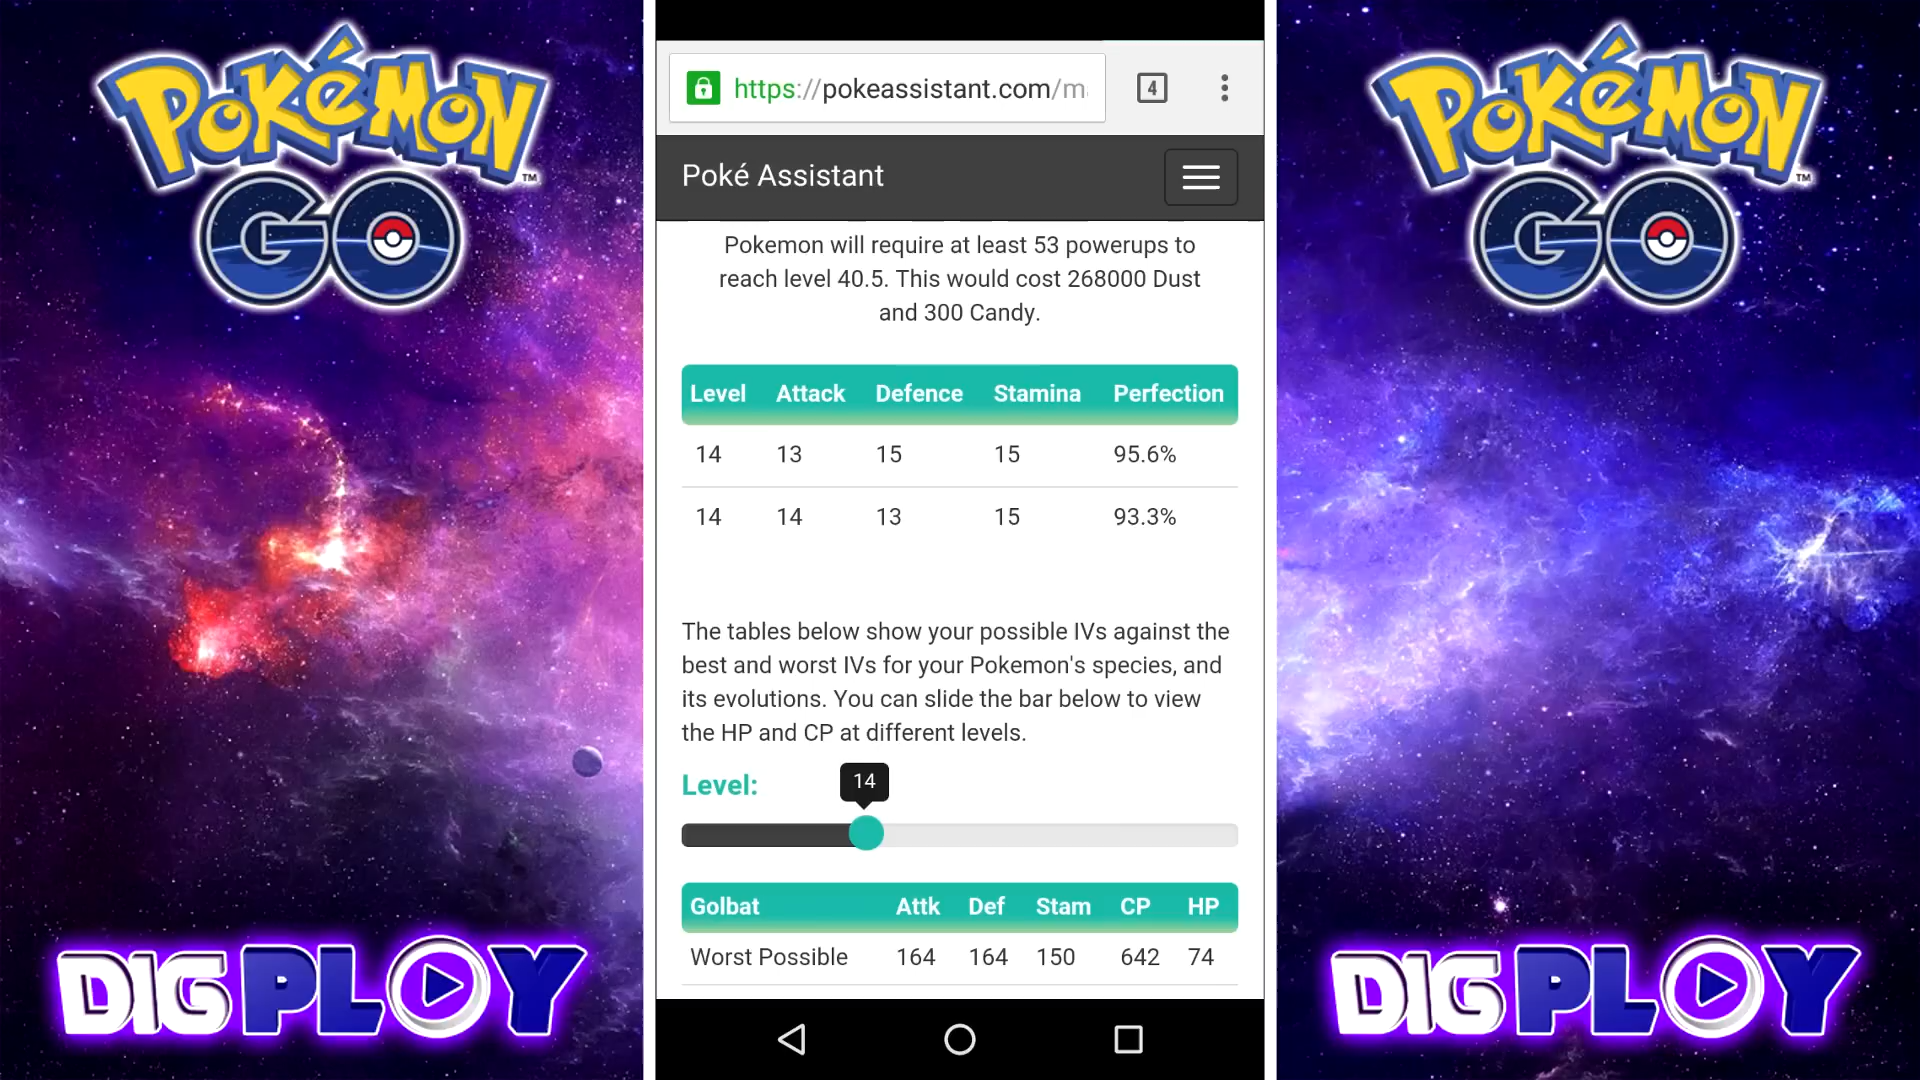 POKÉMON
TM
GO
DIGPLOY
https://pokeassistant.com/m
4
Poké Assistant
Pokemon will require at least 53 powerups to
reach level 40.5. This would cost 268000 Dust
and 300 Candy.
Level Attack Defence Stamina Perfection
14 13 15 15 95.6%
14 14 13 15 93.3%
The tables below show your possible IVs against the
best and worst IVs for your Pokemon's species, and
its evolutions. You can slide the bar below to view
the HP and CP at different levels.
Level:
14
Golbat Attk Def Stam CP HP
Worst Possible 164 164 150 642 74
POKÉMON
TM
GO
DIGPLOY